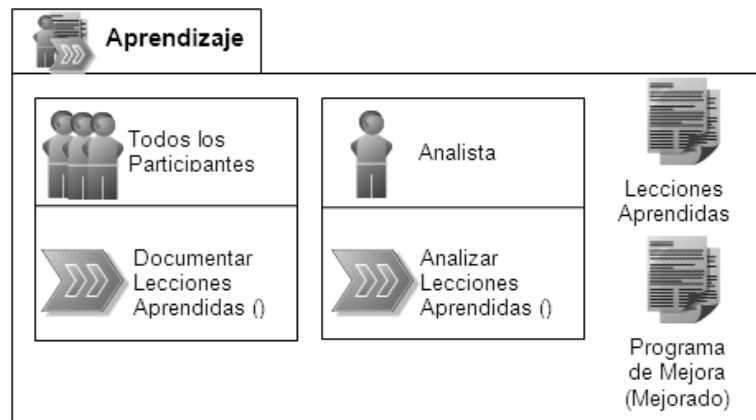 Aprendizaje
Todos los
Participantes
Analista
Documentar
Lecciones
Aprendidas ()
Analizar
Lecciones
Aprendidas ()
Lecciones
Aprendidas
Programa
de Mejora
(Mejorado)